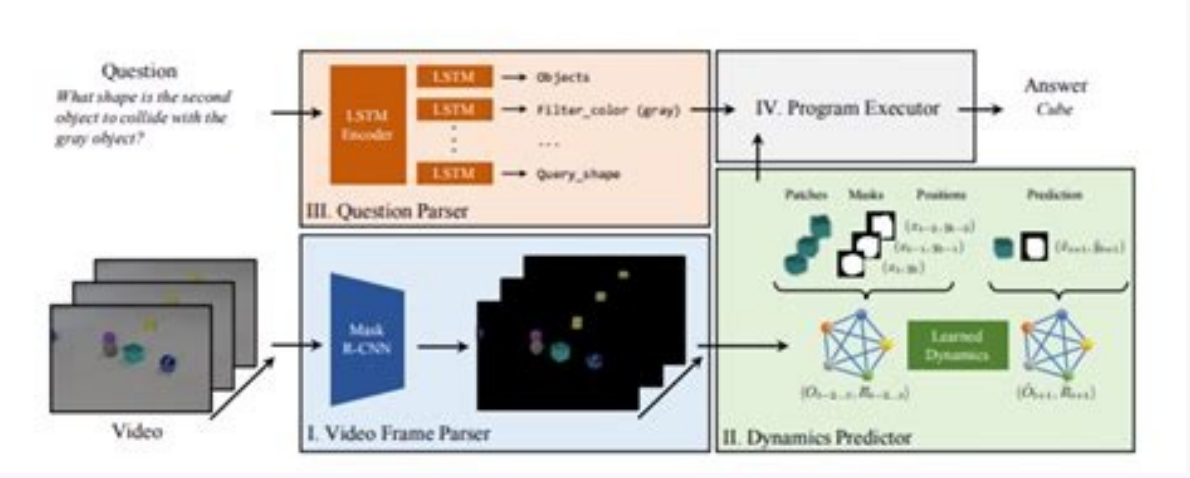 Question
What shape is the second
object to collide with the
gray object?
LSTM
Encoder
LSTM
Objects
LSTM
Filter_color (gray)
...
LSTM
Query_shape
III. Question Parser
IV. Program Executor
Answer
Cube
Video
Mask
R-CNN
I. Video Frame Parser
Patches
Masks
Positions
Prediction
Learned
Dynamics
II. Dynamics Predictor